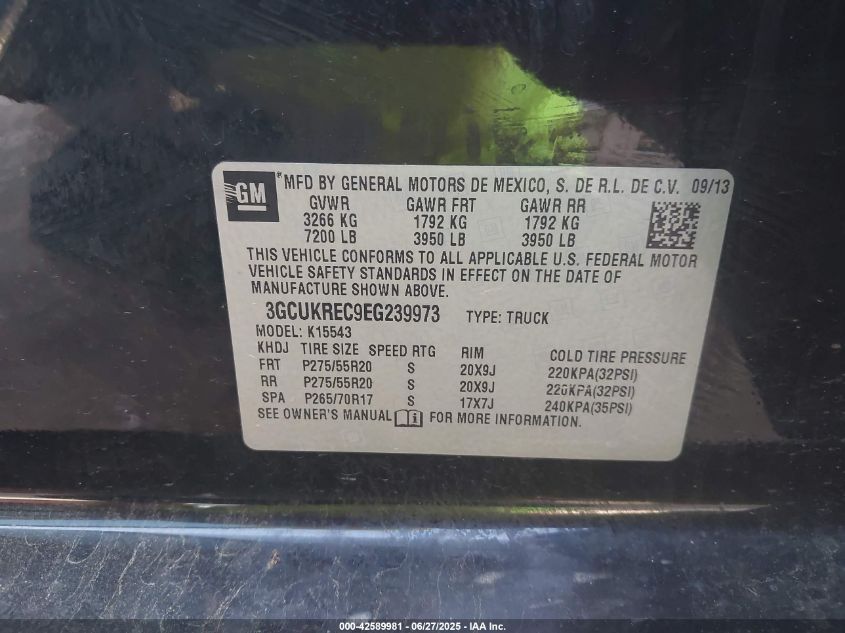 GM ® MFD BY GENERAL MOTORS DE MEXICO, S. DE R.L. DE C.V. 09/13
GVWR GAWR FRT GAWR RR
3266 KG 1792 KG 1792 KG
7200 LB 3950 LB 3950 LB
THIS VEHICLE CONFORMS TO ALL APPLICABLE U.S. FEDERAL MOTOR
VEHICLE SAFETY STANDARDS IN EFFECT ON THE DATE OF
MANUFACTURE SHOWN ABOVE.
3GCUKREC9EG239973 TYPE: TRUCK
MODEL: K15543
KHDJ TIRE SIZE SPEED RTG RIM COLD TIRE PRESSURE
FRT P275/55R20 S 20X9J 220KPA(32PSI)
RR P275/55R20 S 20X9J 220KPA(32PSI)
SPA P265/70R17 S 17X7J 240KPA(35PSI)
SEE OWNER'S MANUAL FOR MORE INFORMATION.
000-42589981 - 06/27/2025 - IAA Inc.